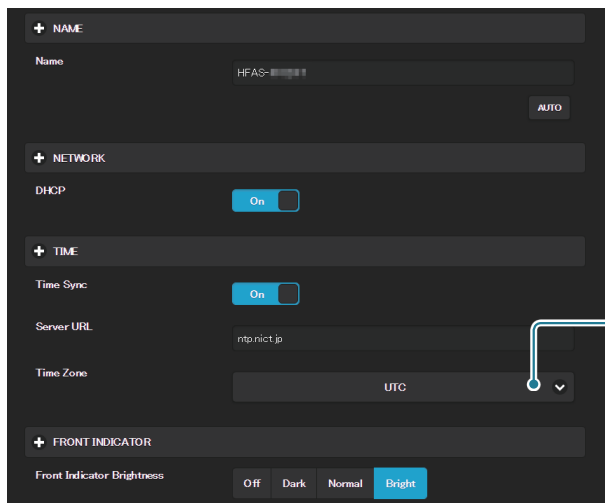 NAME
Name
HFAS-
AUTO
NETWORK
DHCP
On
TIME
Time Sync
On
Server URL
ntp.nict.jp
Time Zone
UTC
FRONT INDICATOR
Front Indicator Brightness
Off Dark Normal Bright